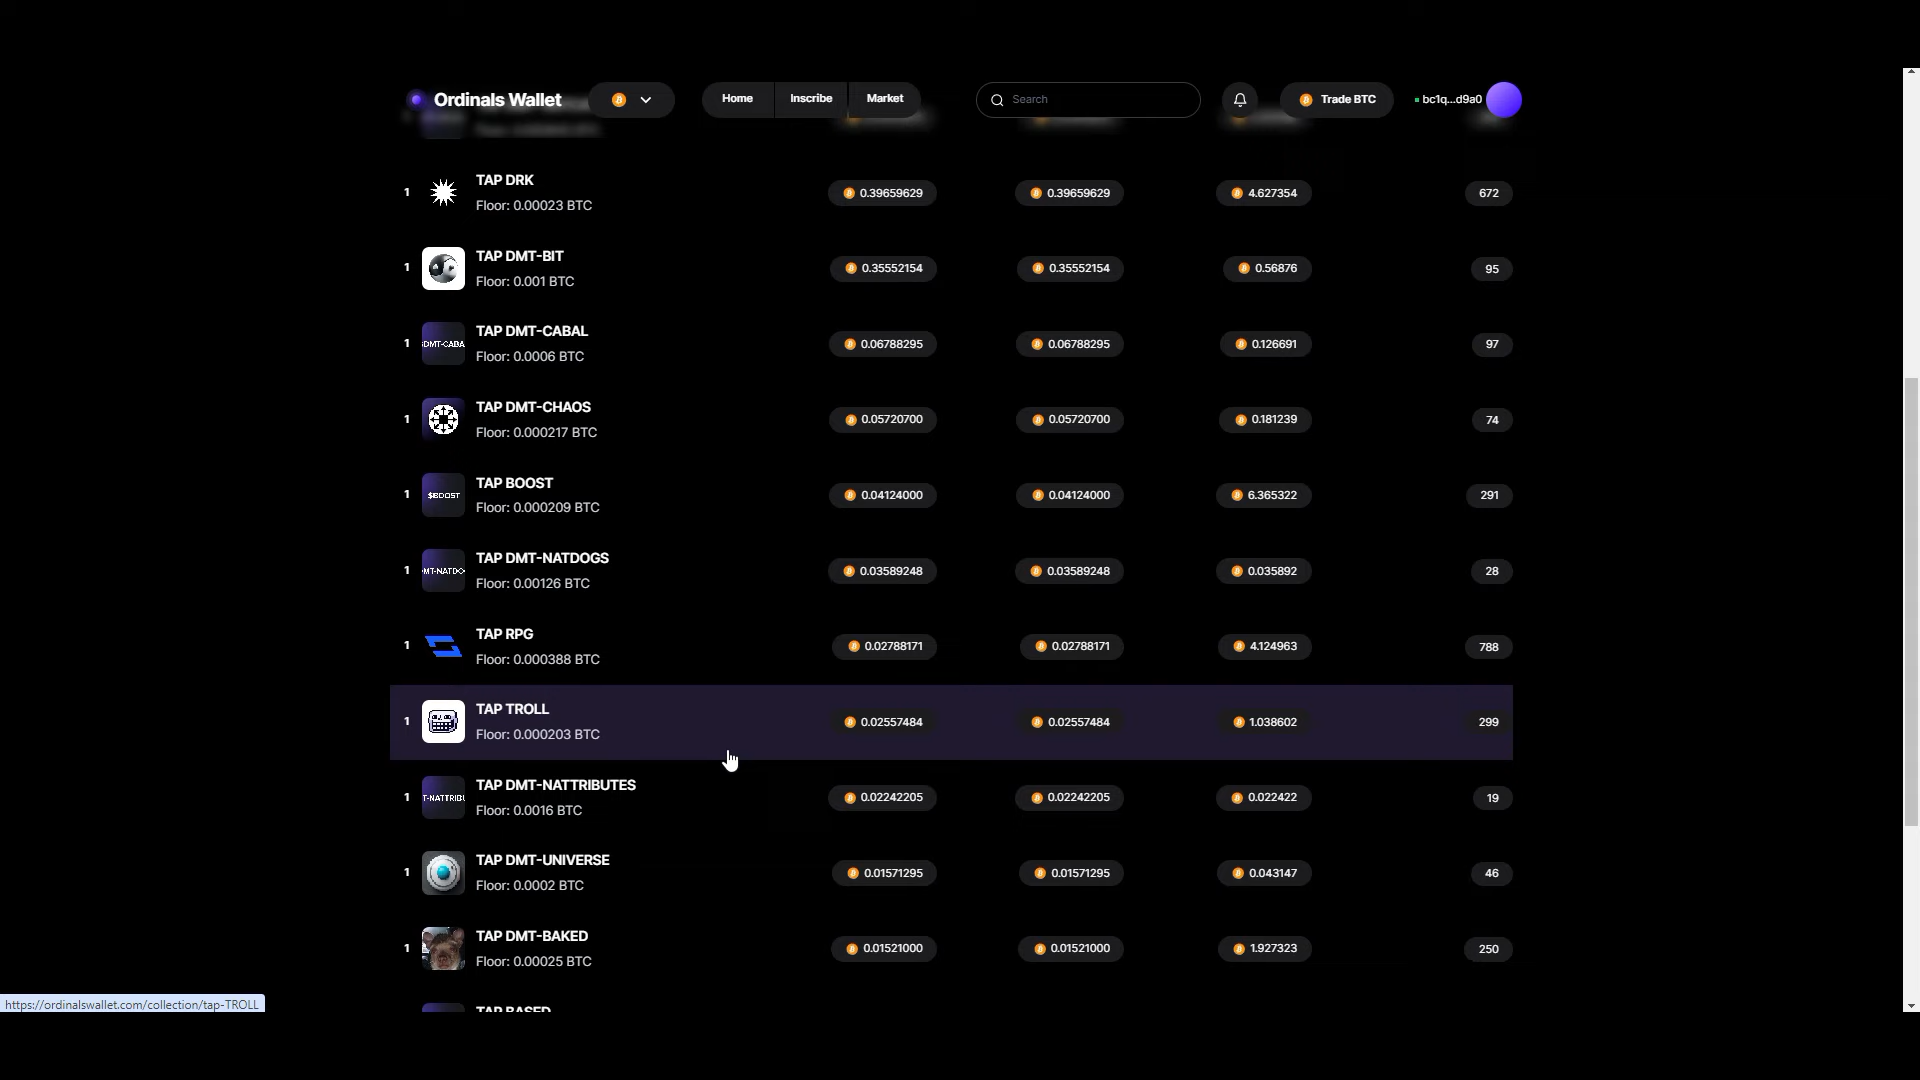 Ordinals Wallet
Home
Inscribe
Market
Search
Trade BTC
bc1q...d9a0
1 TAP DRK 0.39659629 0.39659629 4.627354 672
Floor: 0.00023 BTC
1 TAP DMT-BIT 0.35552154 0.35552154 0.56876 95
Floor: 0.001 BTC
1 DMT-CABA TAP DMT-CABAL 0.06788295 0.06788295 0.126691 97
Floor: 0.0006 BTC
1 TAP DMT-CHAOS 0.05720700 0.05720700 0.181239 74
Floor: 0.000217 BTC
1 $BOOST TAP BOOST 0.04124000 0.04124000 6.365322 291
Floor: 0.000209 BTC
1 MT-NATDO TAP DMT-NATDOGS 0.03589248 0.03589248 0.035892 28
Floor: 0.00126 BTC
1 TAP RPG 0.02788171 0.02788171 4.124963 788
Floor: 0.000388 BTC
1 TAP TROLL 0.02557484 0.02557484 1.038602 299
Floor: 0.000203 BTC
1 T-NATTRIBU TAP DMT-NATTRIBUTES 0.02242205 0.02242205 0.022422 19
Floor: 0.0016 BTC
1 TAP DMT-UNIVERSE 0.01571295 0.01571295 0.043147 46
Floor: 0.0002 BTC
1 TAP DMT-BAKED 0.01521000 0.01521000 1.927323 250
Floor: 0.00025 BTC
TAP BASED
https://ordinalswallet.com/collection/tap-TROLL